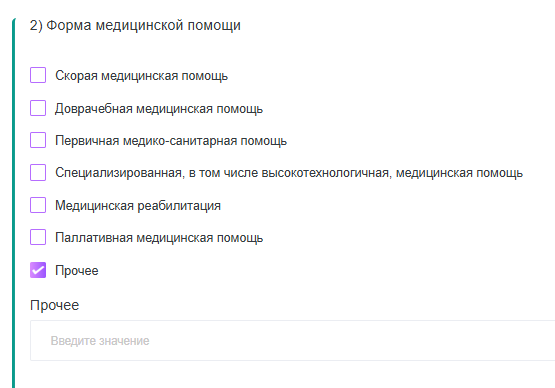 2) Форма медицинской помощи
Скорая медицинская помощь
Доврачебная медицинская помощь
Первичная медико-санитарная помощь
Специализированная, в том числе высокотехнологичная, медицинская помощь
Медицинская реабилитация
Паллативная медицинская помощь
Прочее
Прочее
Введите значение